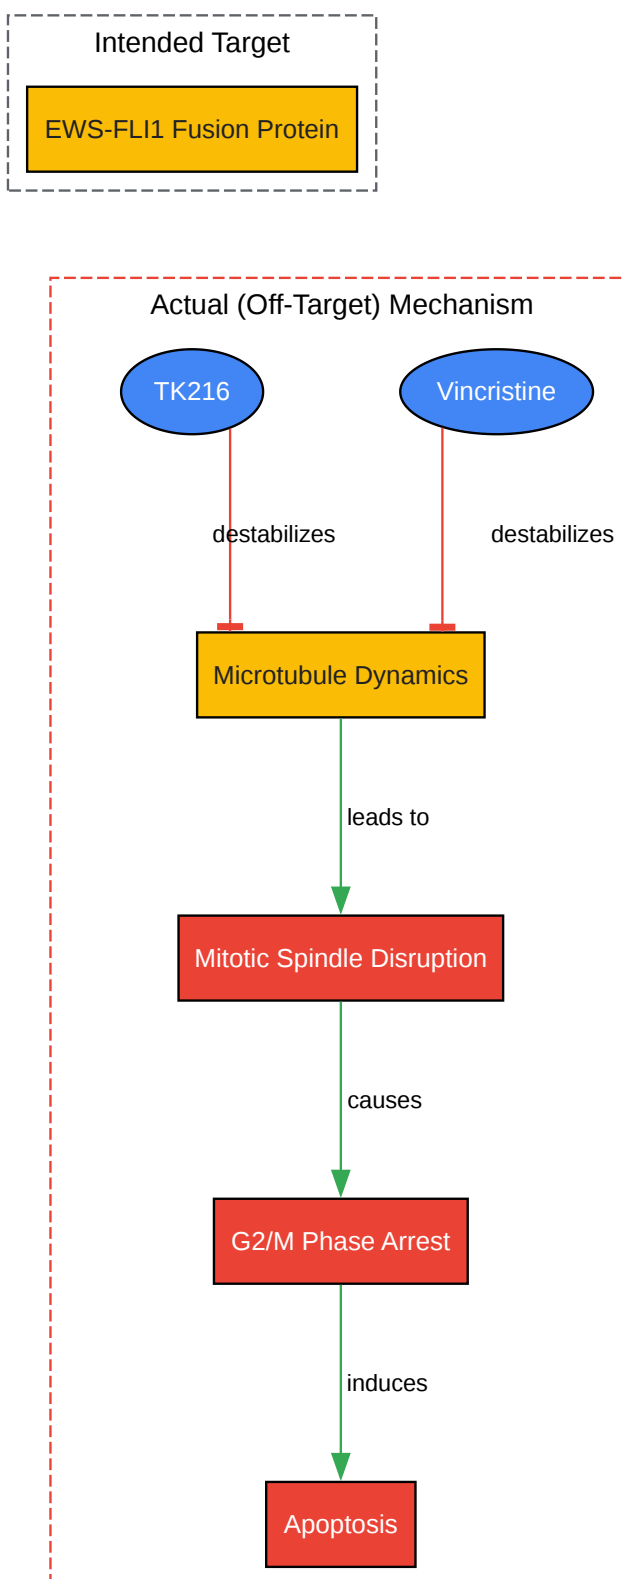 Intended Target
EWS-FLI1 Fusion Protein
Actual (Off-Target) Mechanism
TK216
Vincristine
destabilizes
destabilizes
Microtubule Dynamics
leads to
Mitotic Spindle Disruption
causes
G2/M Phase Arrest
induces
Apoptosis